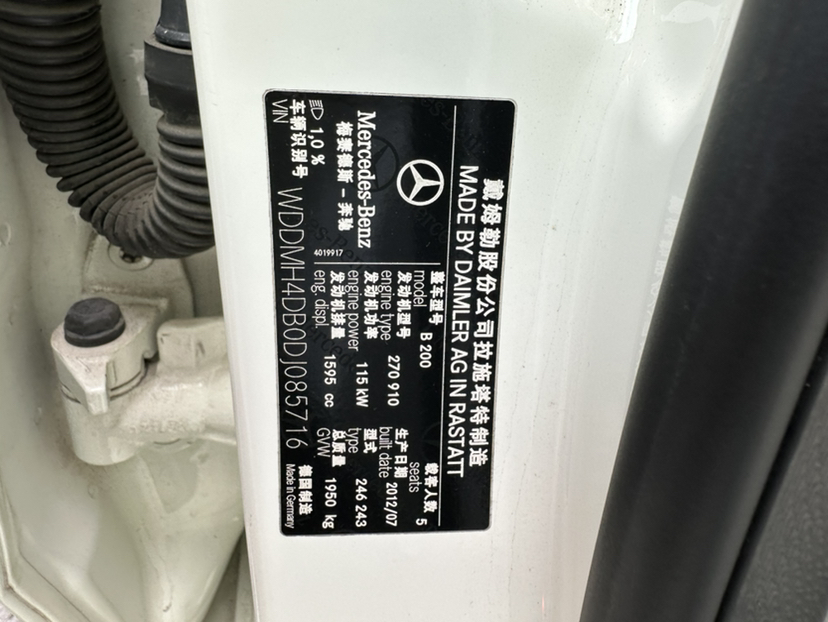 戴姆勒股份公司拉施塔特制造
MADE BY DAIMLER AG IN RASTATT
Mercedes-Benz
梅赛德斯-奔驰
整车型号
model B 200
乘客人数
seats 5
发动机型号
engine type 270 910
生产日期
built date 2012/07
发动机功率
engine power 115 kW
型式
type 246 243
发动机排量
eng. displ. 1595 cc
总质量
GVW 1950 kg
4019917
1,0 %
车辆识别号
VIN WDDMH4DB0DJ085716
德国制造
Made in Germany